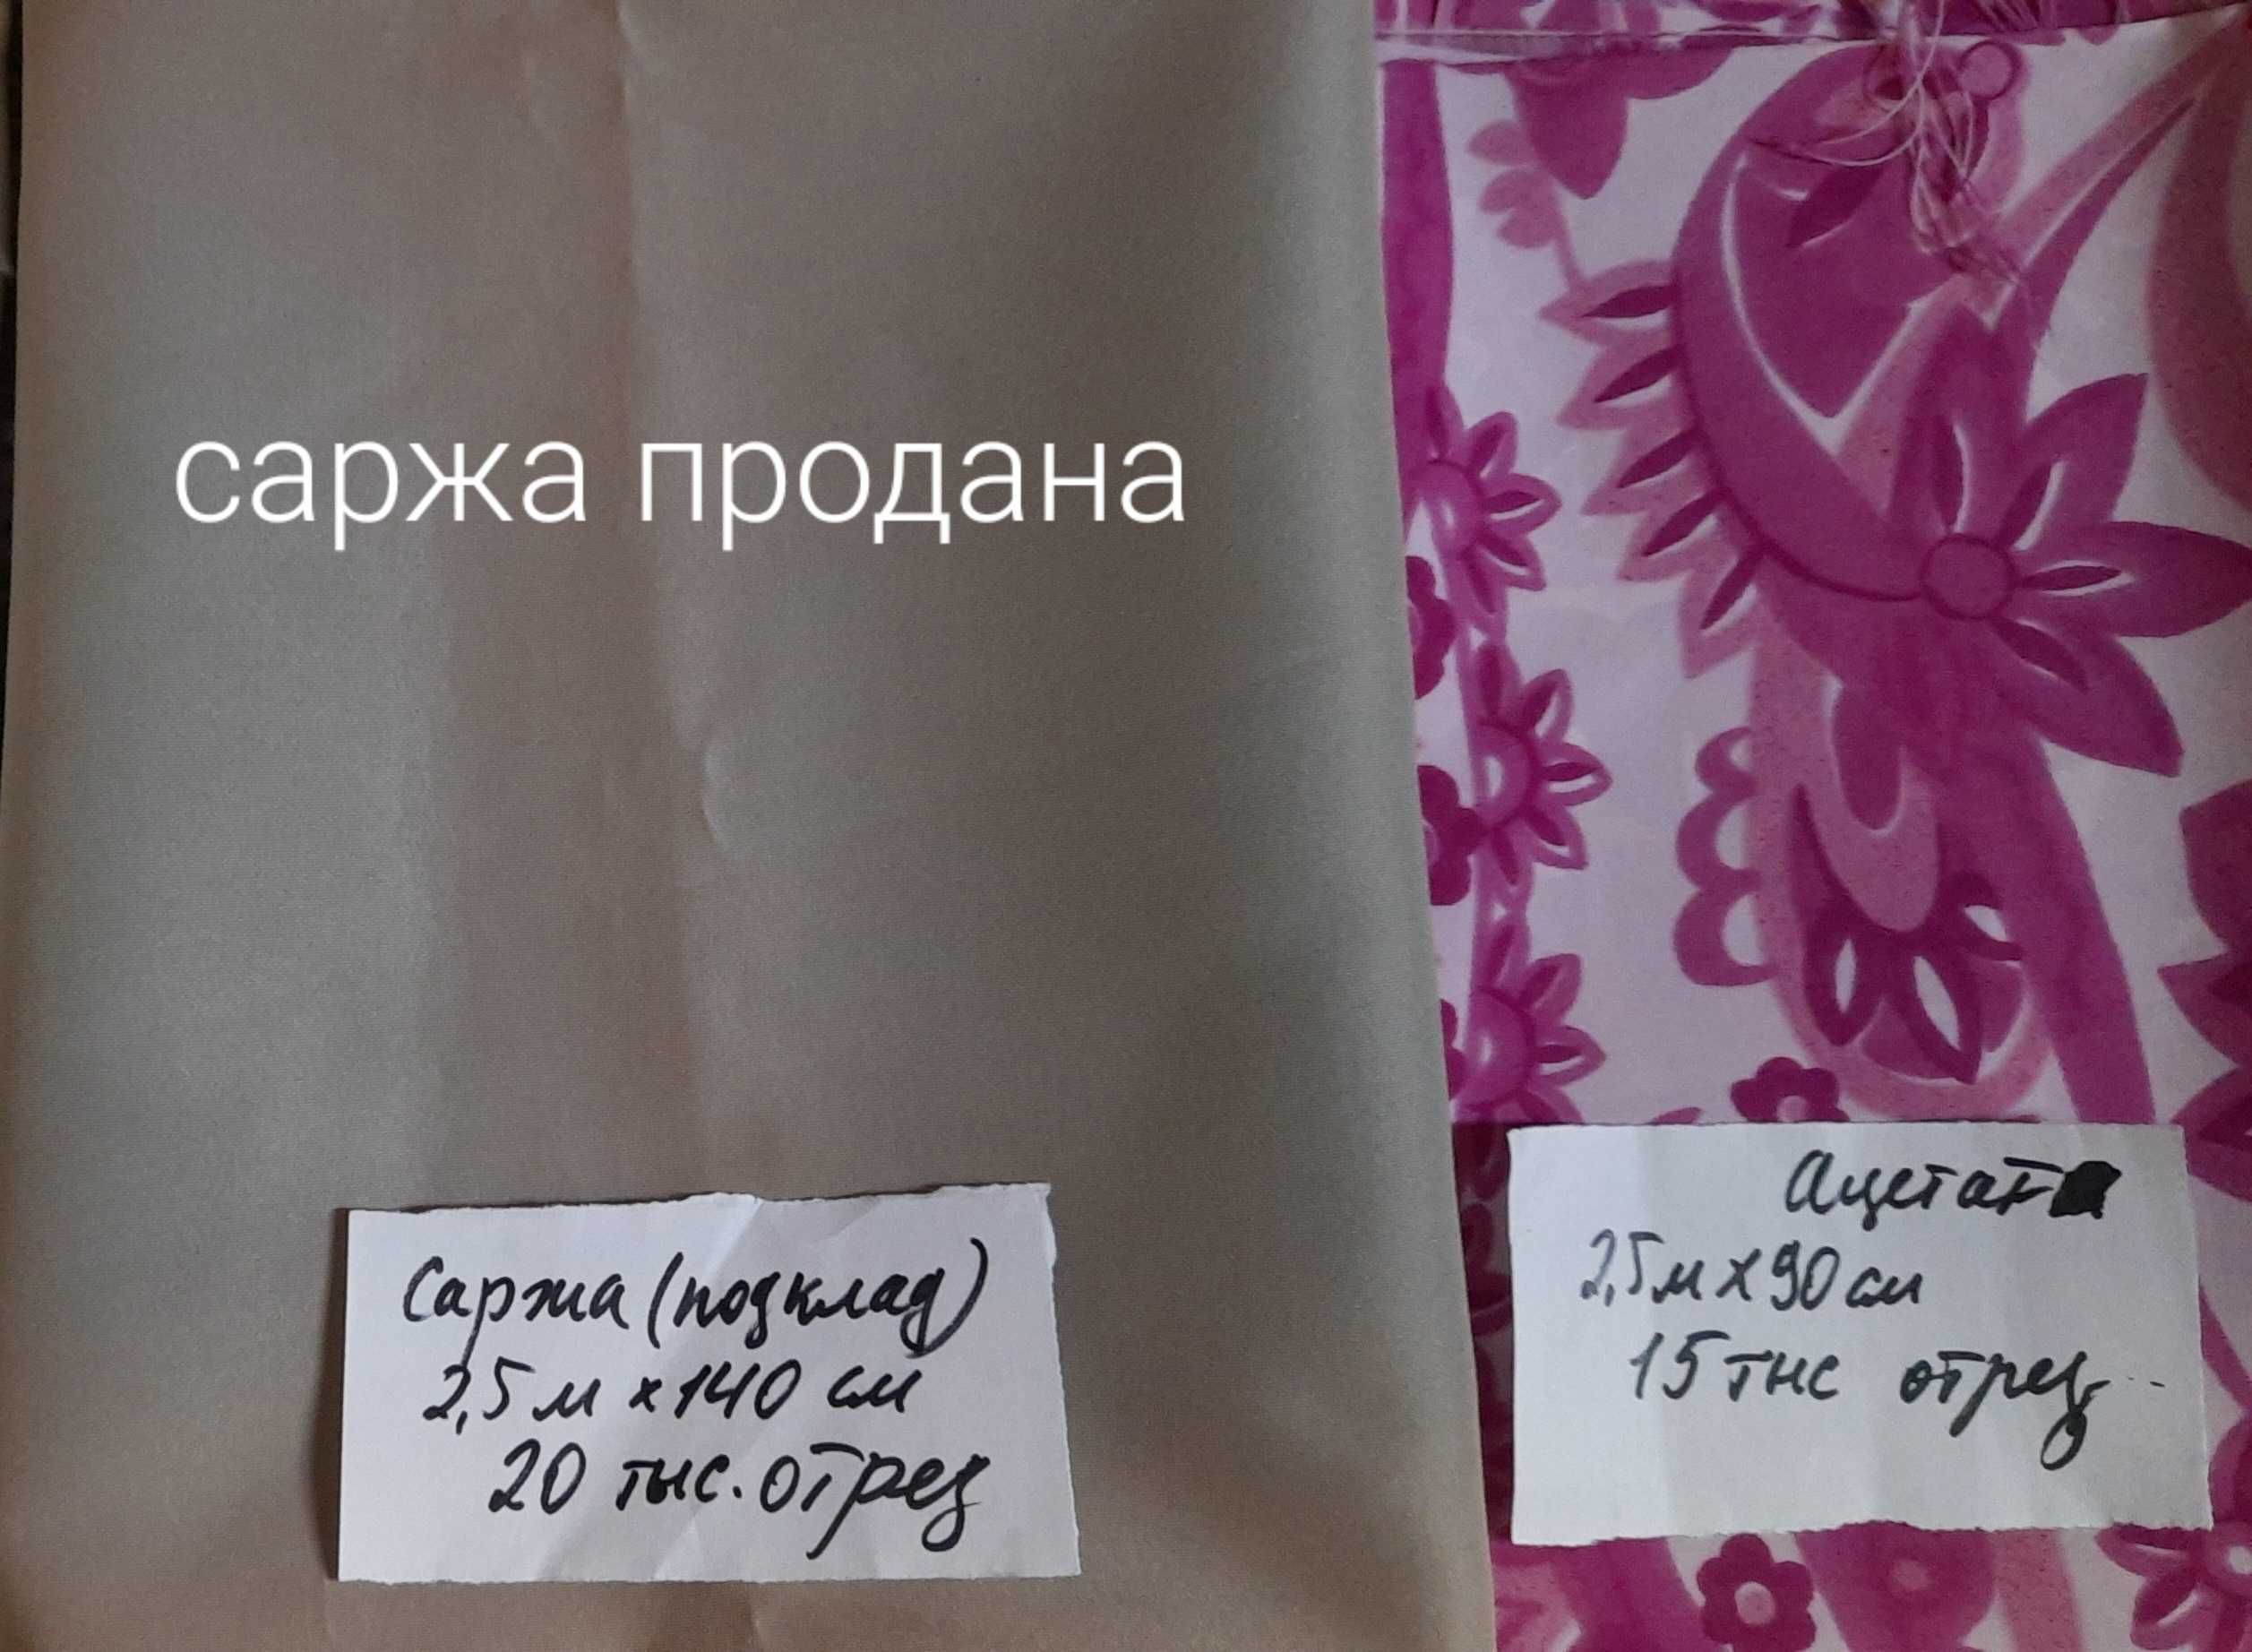 саржа продана
Саржа (подклад)
2,5 м х 140 см
20 тыс. отрез
Ацетат
2,5 м х 90 см
15 тыс отрез